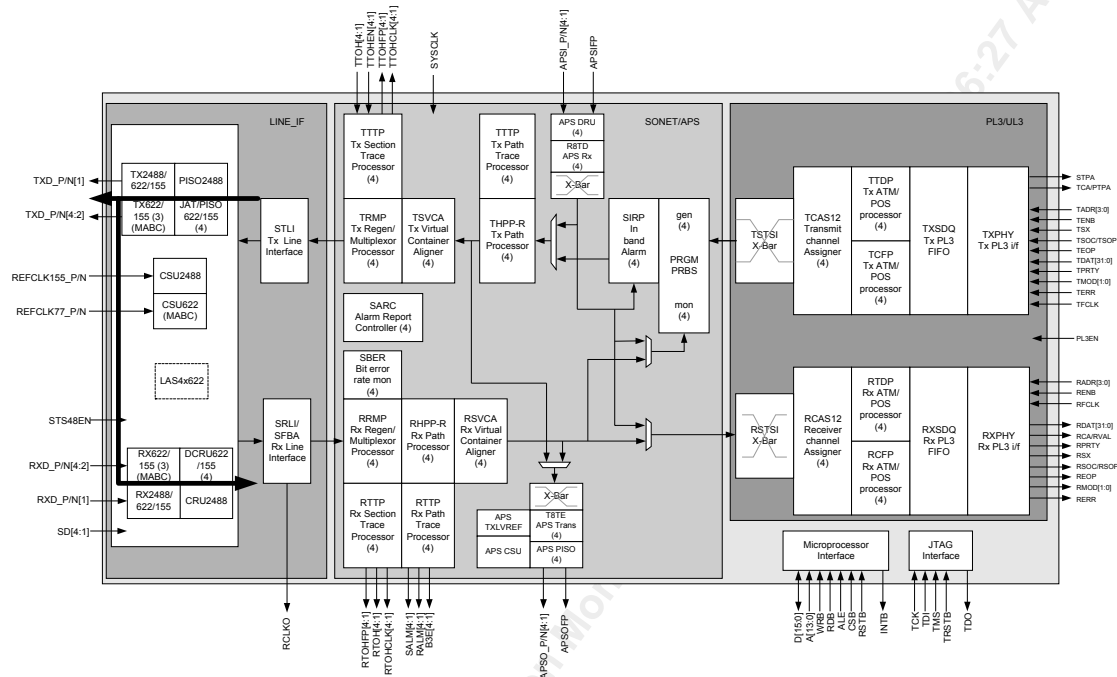 TTOH[4:1]
TTOHEN[4:1]
TTOHFP[4:1]
TTOHCLK[4:1]
SYSCLK
APSI_P/N[4:1]
APSIFP
6:27 A
LINE_IF
SONET/APS
PL3/UL3
TXD_P/N[1]
TXD_P/N[4:2]
REFCLK155_P/N
REFCLK77_P/N
STS48EN
RXD_P/N[4:2]
RXD_P/N[1]
SD[4:1]
TX2488/
622/155
PISO2488
TX622/
155 (3)
(MABC)
JAT/PISO
622/155
(4)
CSU2488
CSU622
(MABC)
LAS4x622
RX622/
155 (3)
(MABC)
DCRU622
/155
(4)
RX2488/
622/155
CRU2488
STLI
Tx Line
Interface
SRLI/
SFBA
Rx Line
Interface
RCLKO
TTTP
Tx Section
Trace
Processor
(4)
TRMP
Tx Regen/
Multiplexor
Processor
(4)
TSVCA
Tx Virtual
Container
Aligner
(4)
TTTP
Tx Path
Trace
Processor
(4)
THPP-R
Tx Path
Processor
(4)
APS DRU
(4)
R8TD
APS Rx
(4)
X-Bar
SIRP
In
band
Alarm
(4)
gen
(4)
PRGM
PRBS
mon
(4)
SARC
Alarm Report
Controller (4)
SBER
Bit error
rate mon
(4)
RRMP
Rx Regen/
Multiplexor
Processor
(4)
RHPP-R
Rx Path
Processor
(4)
RSVCA
Rx Virtual
Container
Aligner
(4)
RTTP
Rx Section
Trace
Processor
(4)
RTTP
Rx Path
Trace
Processor
(4)
X-Bar
APS
TXLVREF
T8TE
APS Trans
(4)
APS CSU
APS PISO
(4)
RTOHFP[4:1]
RTOH[4:1]
RTOHCLK[4:1]
SALM[4:1]
RALM[4:1]
B3E[4:1]
APSO_P/N[4:1]
APSOFP
TSTSI
X-Bar
TCAS12
Transmit
channel
Assigner
(4)
TTDP
Tx ATM/
POS
processor
(4)
TCFP
Tx ATM/
POS
processor
(4)
TXSDQ
Tx PL3
FIFO
TXPHY
Tx PL3 i/f
RSTSI
X-Bar
RCAS12
Receiver
channel
Assigner
(4)
RTDP
Rx ATM/
POS
processor
(4)
RCFP
Rx ATM/
POS
processor
(4)
RXSDQ
Rx PL3
FIFO
RXPHY
Rx PL3 i/f
STPA
TCA/PTPA
TADR[3:0]
TENB
TSX
TSOC/TSOP
TEOP
TDAT[31:0]
TPRTY
TMOD[1:0]
TERR
TFCLK
PL3EN
RADR[3:0]
RENB
RFCLK
RDAT[31:0]
RCA/RVAL
RPRTY
RSX
RSOC/RSOP
REOP
RMOD[1:0]
RERR
Microprocessor
Interface
JTAG
Interface
D[15:0]
A[13:0]
WRB
RDB
ALE
CSB
RSTB
INTB
TCK
TDI
TMS
TRSTB
TDO
on Mon